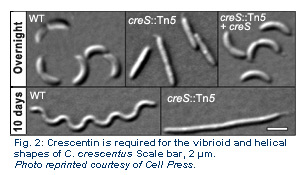 Overnight
WT
creS::Tn5
creS::Tn5
+ creS
10 days
WT
creS::Tn5
Fig. 2: Crescentin is required for the vibrioid and helical
shapes of C. crescentus Scale bar, 2 µm.
Photo reprinted courtesy of Cell Press.